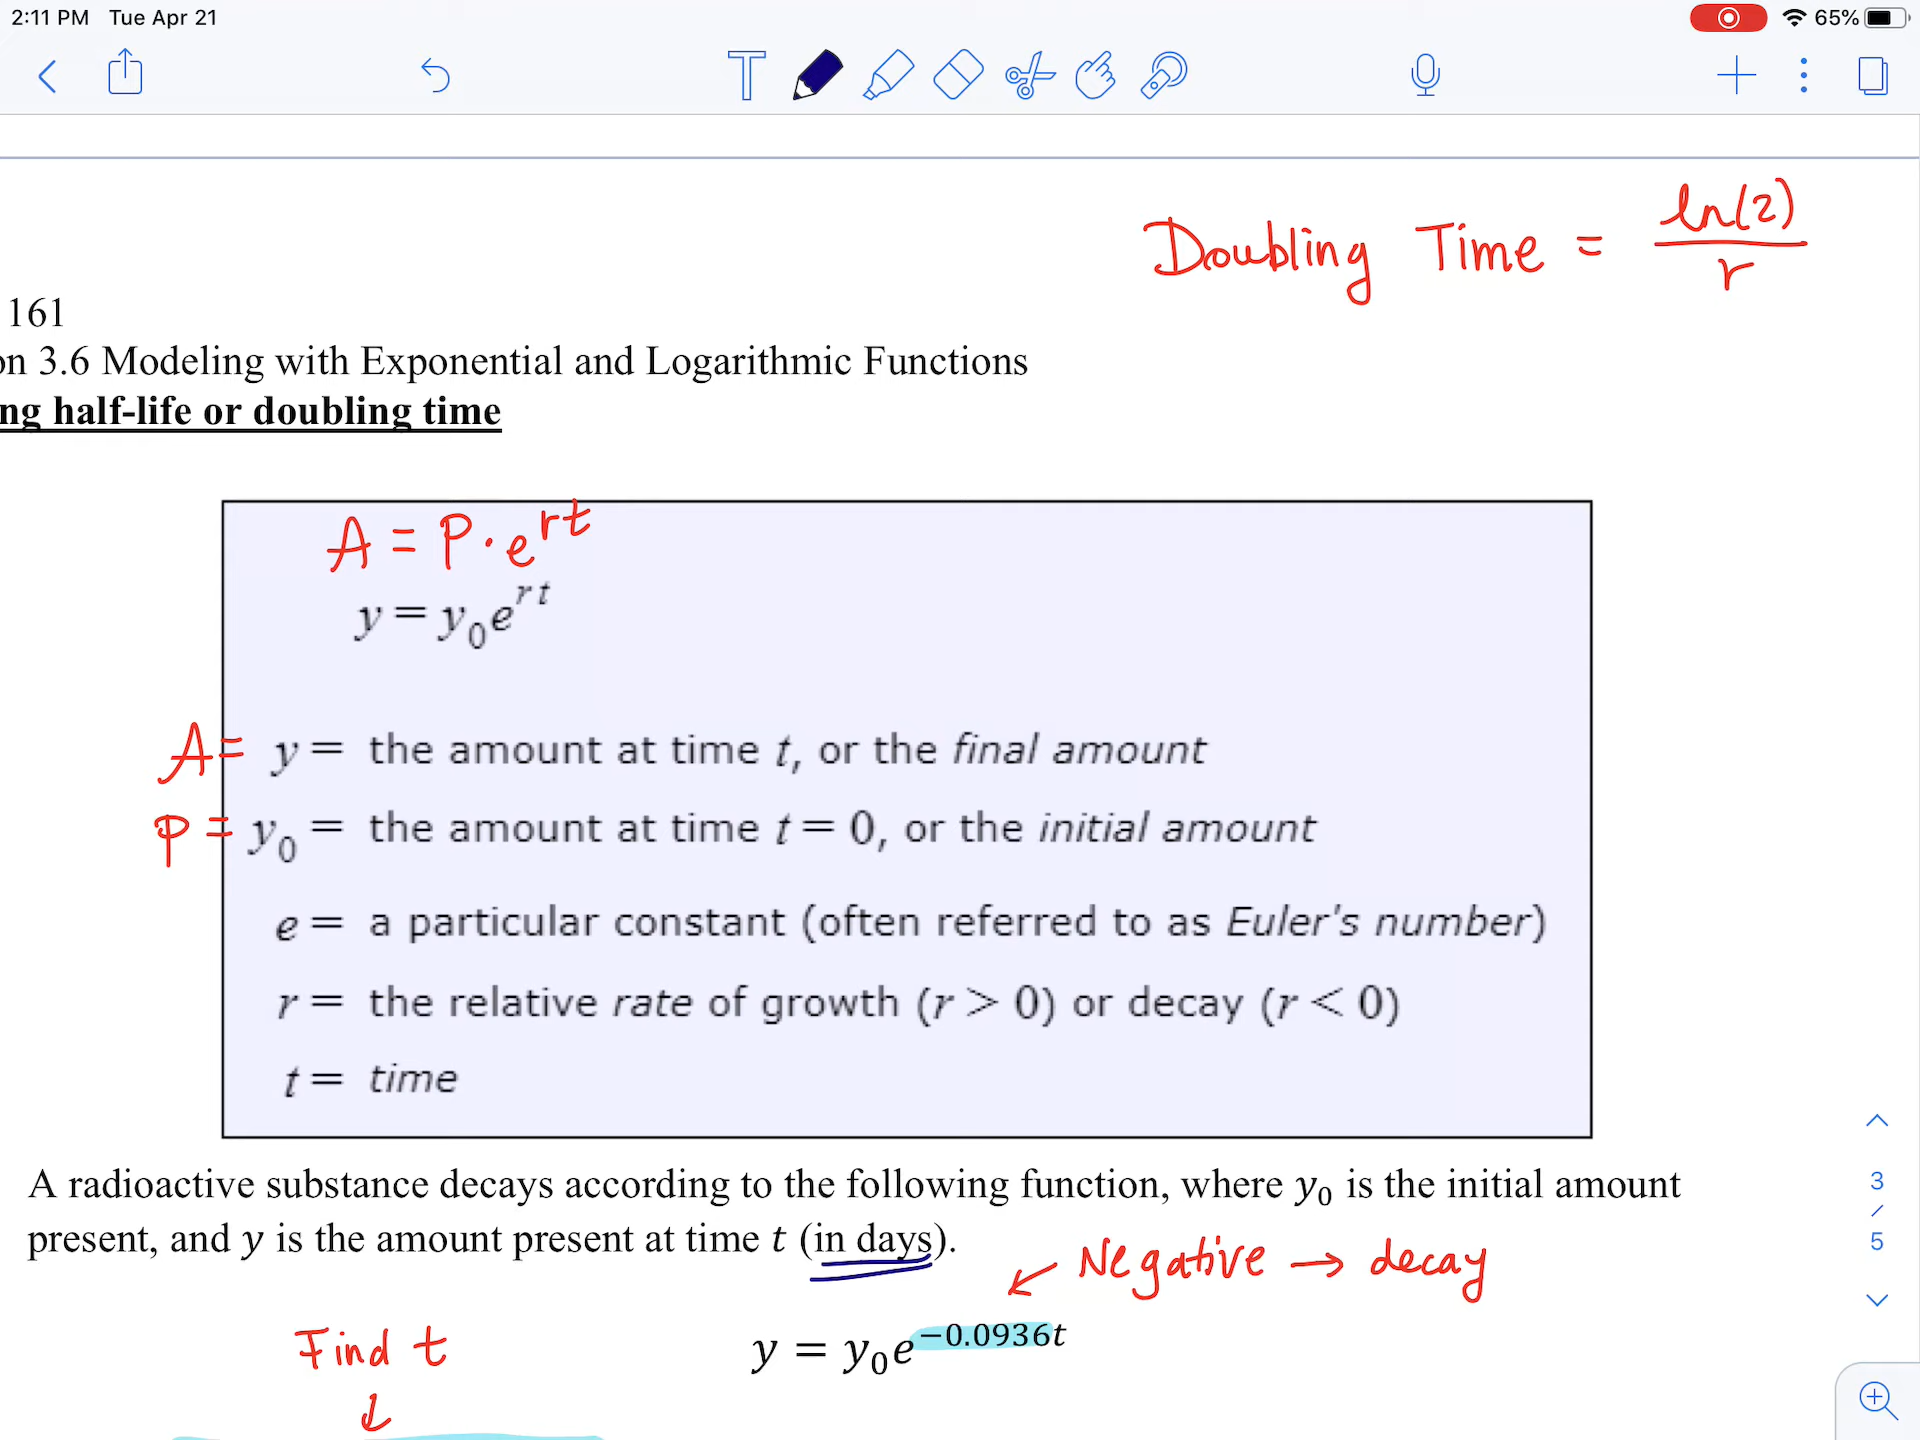 2:11 PM Tue Apr 21
65%
T
Doubling Time = ln(2)/r
161
on 3.6 Modeling with Exponential and Logarithmic Functions
ng half-life or doubling time
A = P·e^rt
y = y₀e^rt
A = y = the amount at time t, or the final amount
P = y₀ = the amount at time t = 0, or the initial amount
e = a particular constant (often referred to as Euler's number)
r = the relative rate of growth (r > 0) or decay (r < 0)
t = time
A radioactive substance decays according to the following function, where y₀ is the initial amount
present, and y is the amount present at time t (in days).
← Negative → decay
Find t
y = y₀e^−0.0936t
3
/
5